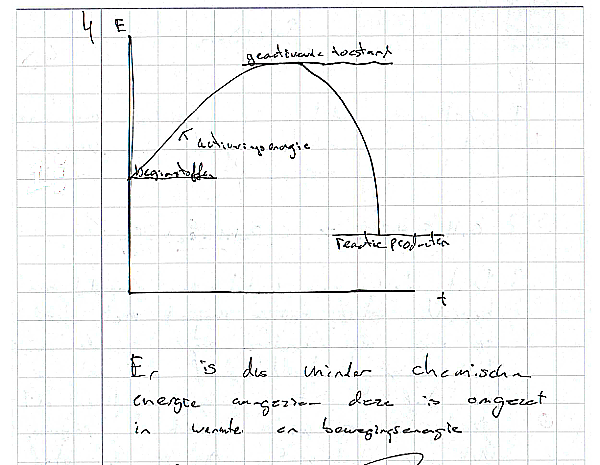 4 E
geactiveerde toestand
activeringsenergie
beginstoffen
reactie producten
t
Er is dus minder chemische
energie aangezien deze is omgezet
in warmte en bewegingsenergie